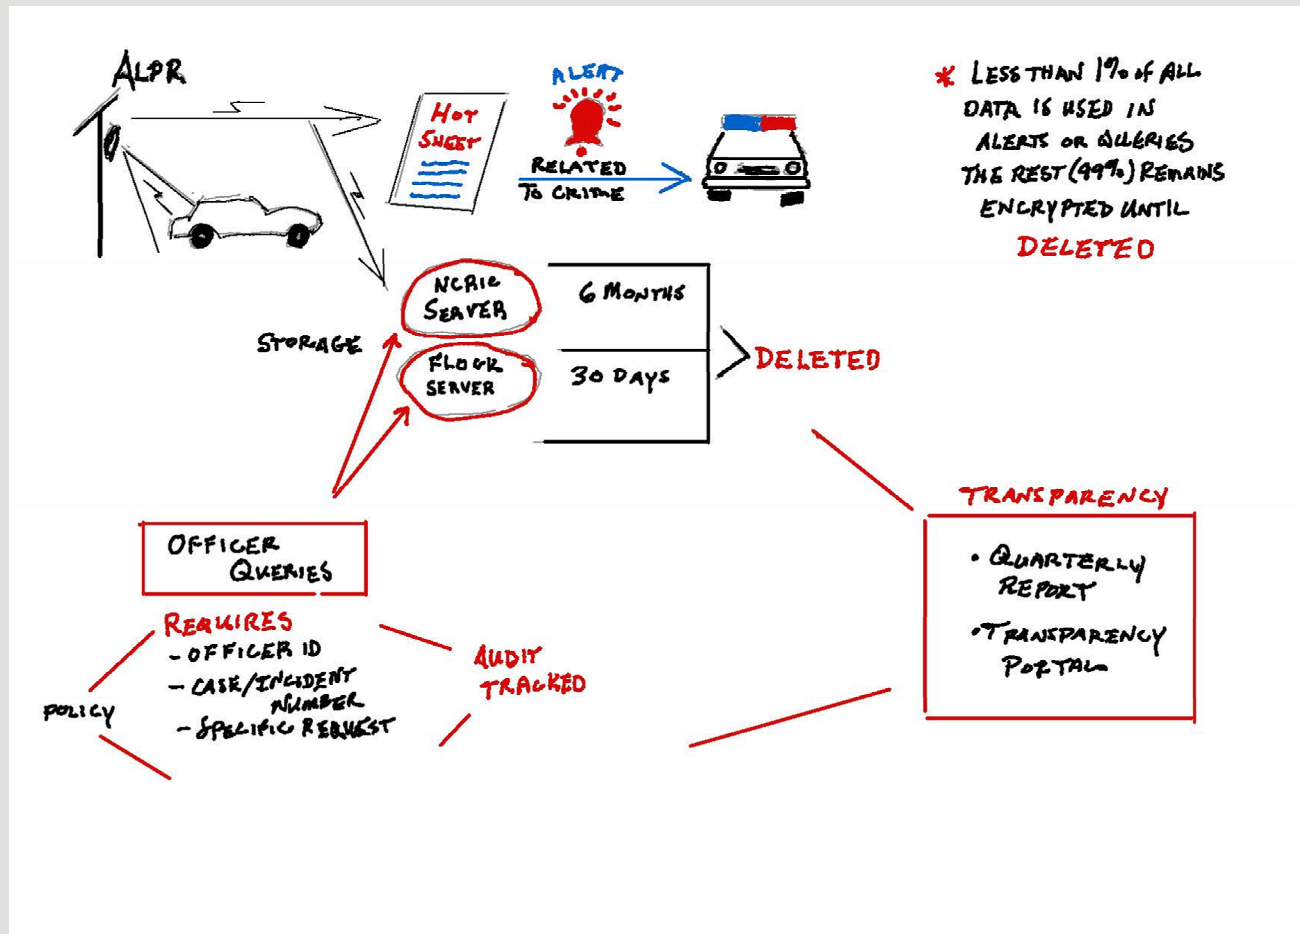 ALPR
HOT
SHEET
ALERT
RELATED
TO CRIME
* LESS THAN 1% OF ALL
DATA IS USED IN
ALERTS OR QUERIES
THE REST (99%) REMAINS
ENCRYPTED UNTIL
DELETED
STORAGE
NCRIC
SERVER
6 MONTHS
FLOCK
SERVER
30 DAYS
DELETED
OFFICER
QUERIES
REQUIRES
- OFFICER ID
- CASE/INCIDENT
NUMBER
- SPECIFIC REQUEST
POLICY
AUDIT
TRACKED
TRANSPARENCY
• QUARTERLY
REPORT
• TRANSPARENCY
PORTAL